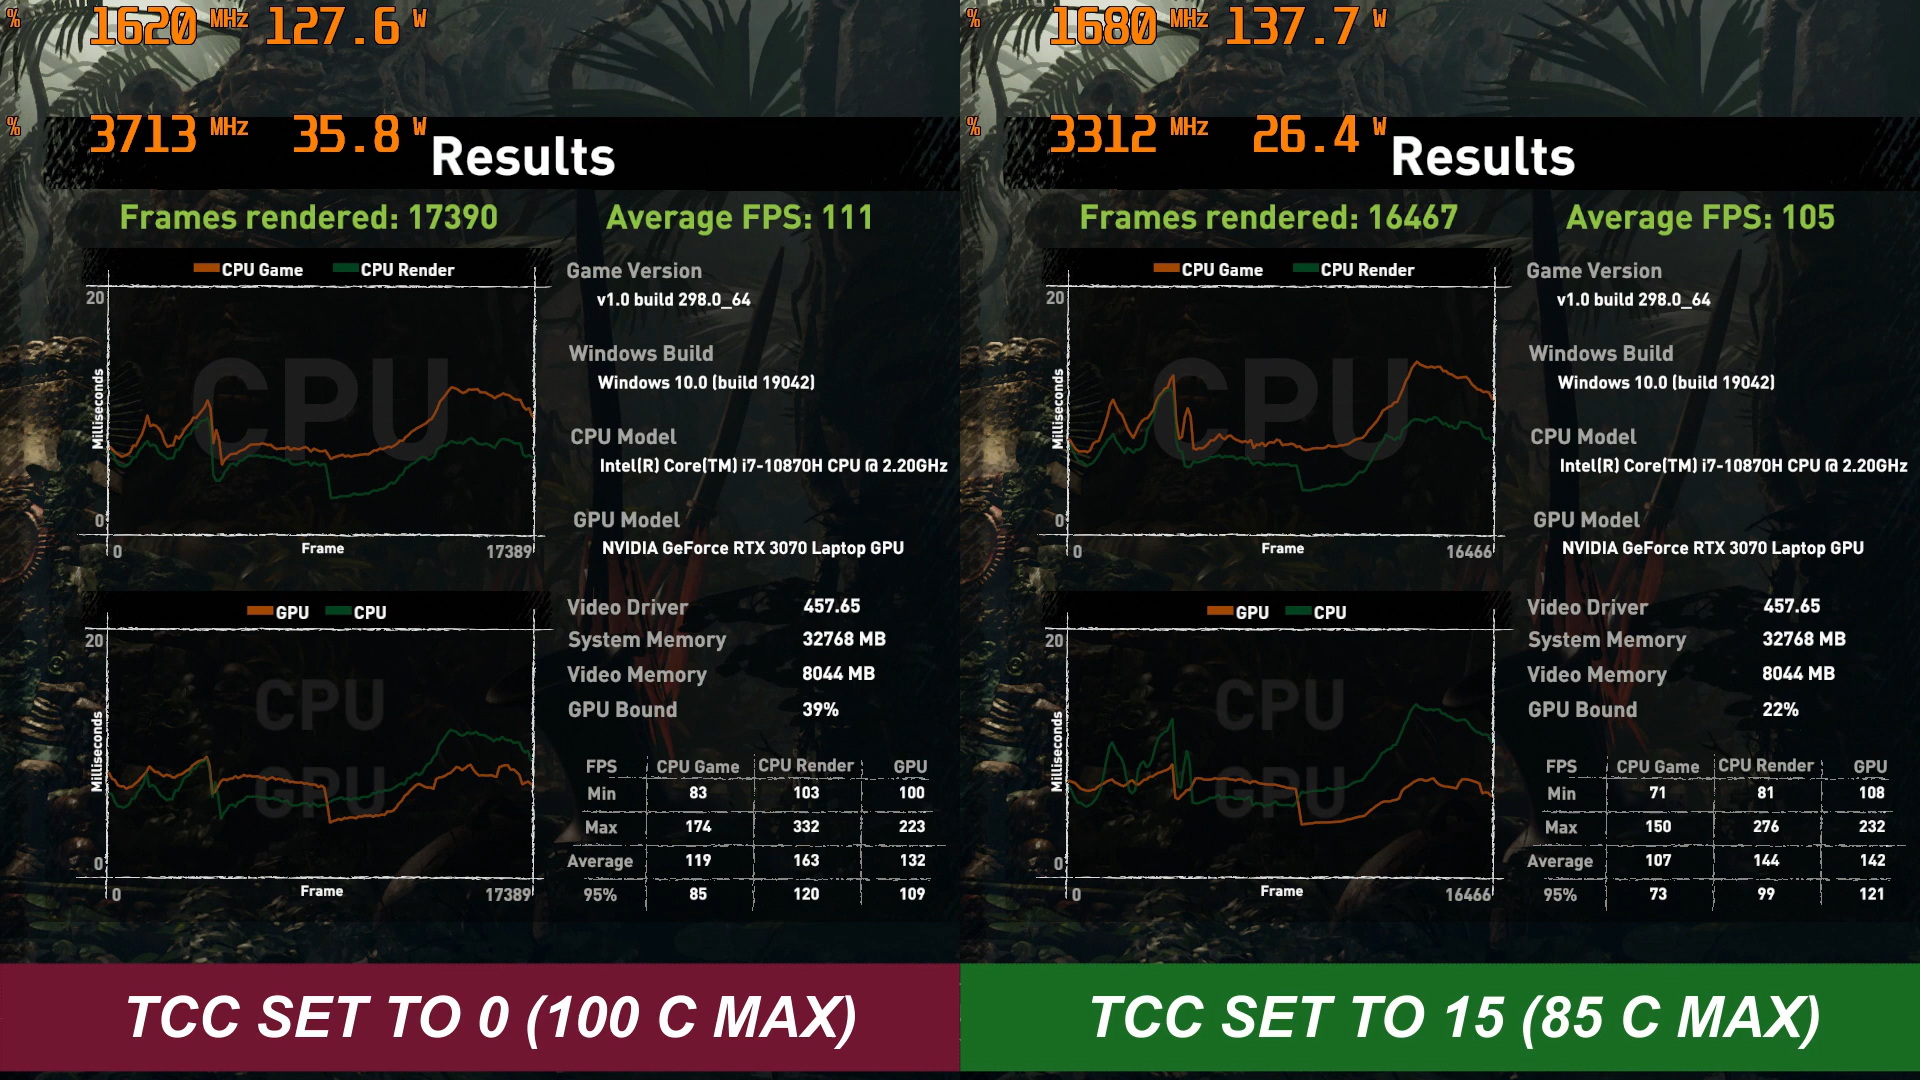 % 1620 MHz 127.6 W
% 3713 MHz 35.8 W
Results
Frames rendered: 17390 Average FPS: 111
CPU Game CPU Render
20
CPU
Milliseconds
0
0 Frame 17389
Game Version
v1.0 build 298.0_64
Windows Build
Windows 10.0 (build 19042)
CPU Model
Intel(R) Core(TM) i7-10870H CPU @ 2.20GHz
GPU Model
NVIDIA GeForce RTX 3070 Laptop GPU
GPU CPU
20
CPU
GPU
Milliseconds
0
0 Frame 17389
Video Driver 457.65
System Memory 32768 MB
Video Memory 8044 MB
GPU Bound 39%
FPS CPU Game CPU Render GPU
Min 83 103 100
Max 174 332 223
Average 119 163 132
95% 85 120 109
TCC SET TO 0 (100 C MAX)
% 1680 MHz 137.7 W
% 3312 MHz 26.4 W
Results
Frames rendered: 16467 Average FPS: 105
CPU Game CPU Render
20
CPU
Milliseconds
0
0 Frame 16466
Game Version
v1.0 build 298.0_64
Windows Build
Windows 10.0 (build 19042)
CPU Model
Intel(R) Core(TM) i7-10870H CPU @ 2.20GHz
GPU Model
NVIDIA GeForce RTX 3070 Laptop GPU
GPU CPU
20
CPU
GPU
Milliseconds
0
0 Frame 16466
Video Driver 457.65
System Memory 32768 MB
Video Memory 8044 MB
GPU Bound 22%
FPS CPU Game CPU Render GPU
Min 71 81 108
Max 150 276 232
Average 107 144 142
95% 73 99 121
TCC SET TO 15 (85 C MAX)